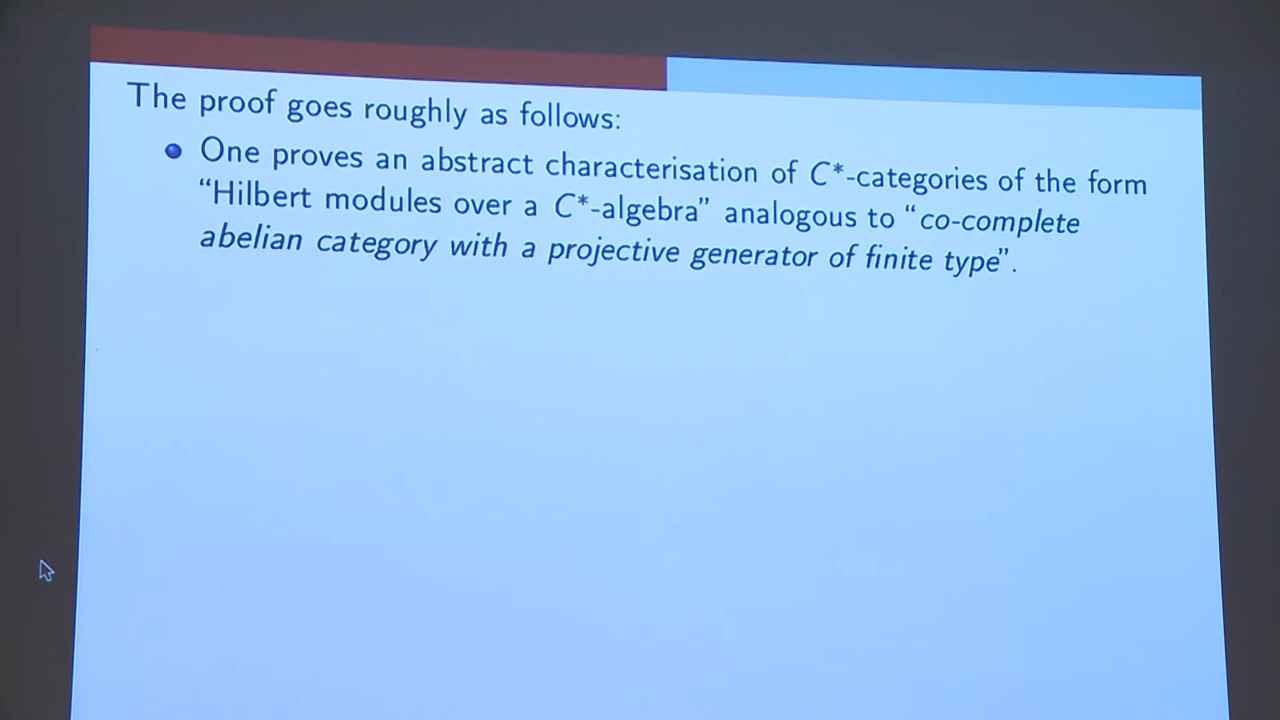 The proof goes roughly as follows:
One proves an abstract characterisation of C*-categories of the form
“Hilbert modules over a C*-algebra” analogous to “co-complete
abelian category with a projective generator of finite type”.